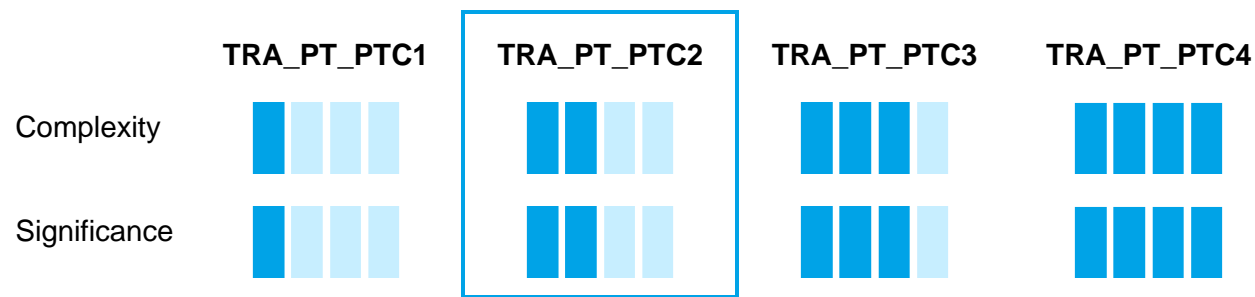 TRA_PT_PTC1 TRA_PT_PTC2 TRA_PT_PTC3 TRA_PT_PTC4
Complexity
Significance